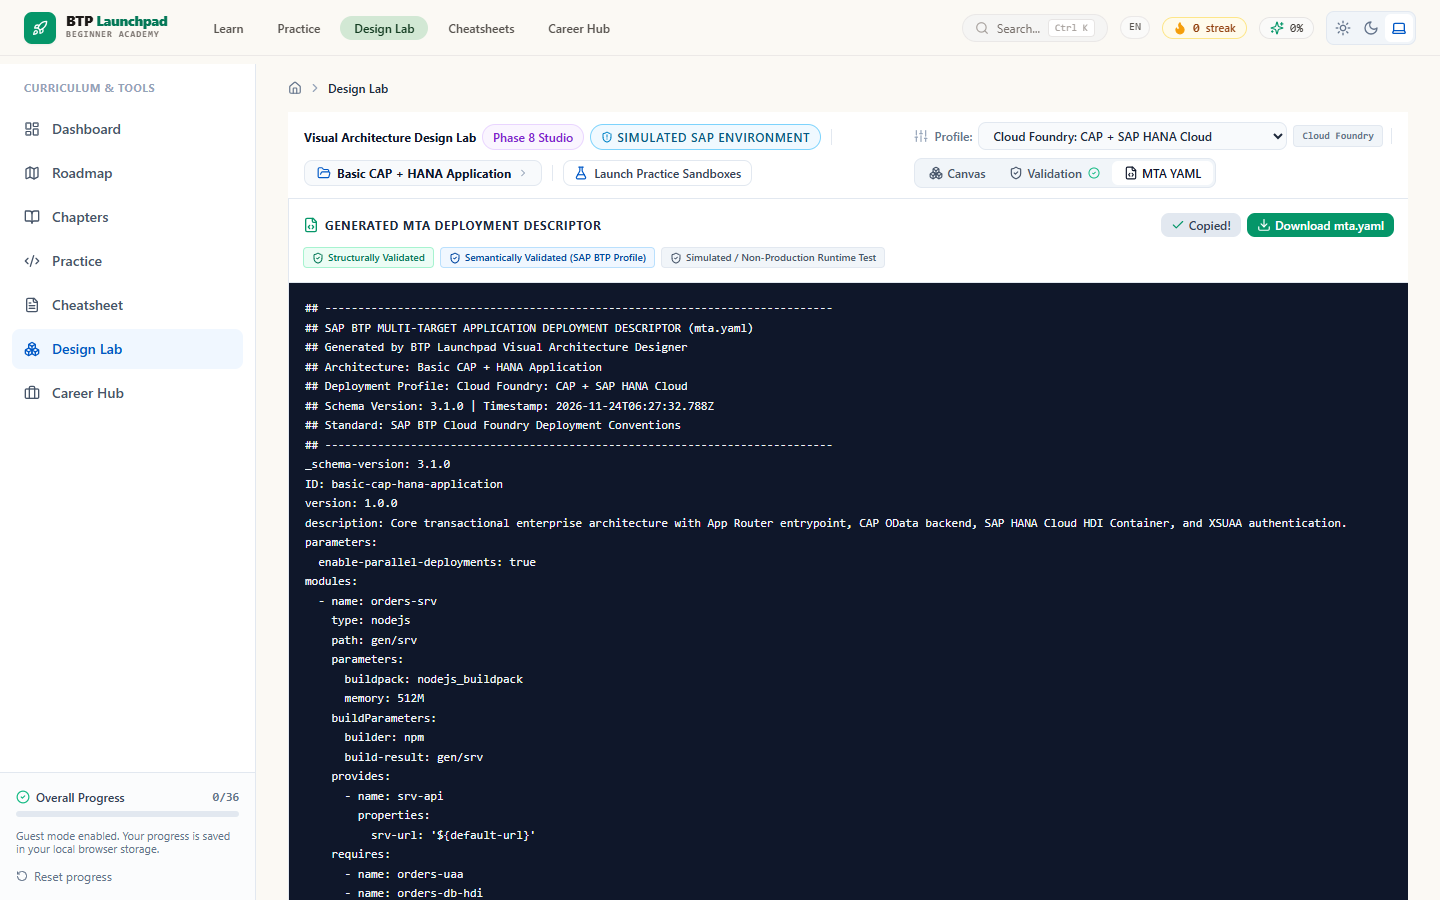 BTP Launchpad
BEGINNER ACADEMY
Learn
Practice
Design Lab
Cheatsheets
Career Hub
Search...
Ctrl K
EN
0 streak
0%
CURRICULUM & TOOLS
Dashboard
Roadmap
Chapters
Practice
Cheatsheet
Design Lab
Career Hub
Overall Progress
0/36
Guest mode enabled. Your progress is saved
in your local browser storage.
Reset progress
Design Lab
Visual Architecture Design Lab
Phase 8 Studio
SIMULATED SAP ENVIRONMENT
Profile:
Cloud Foundry: CAP + SAP HANA Cloud
Cloud Foundry
Basic CAP + HANA Application
Launch Practice Sandboxes
Canvas
Validation
MTA YAML
GENERATED MTA DEPLOYMENT DESCRIPTOR
Copied!
Download mta.yaml
Structurally Validated
Semantically Validated (SAP BTP Profile)
Simulated / Non-Production Runtime Test
## -----------------------------------------------------------------------------
## SAP BTP MULTI-TARGET APPLICATION DEPLOYMENT DESCRIPTOR (mta.yaml)
## Generated by BTP Launchpad Visual Architecture Designer
## Architecture: Basic CAP + HANA Application
## Deployment Profile: Cloud Foundry: CAP + SAP HANA Cloud
## Schema Version: 3.1.0 | Timestamp: 2026-11-24T06:27:32.788Z
## Standard: SAP BTP Cloud Foundry Deployment Conventions
## -----------------------------------------------------------------------------
_schema-version: 3.1.0
ID: basic-cap-hana-application
version: 1.0.0
description: Core transactional enterprise architecture with App Router entrypoint, CAP OData backend, SAP HANA Cloud HDI Container, and XSUAA authentication.
parameters:
  enable-parallel-deployments: true
modules:
  - name: orders-srv
    type: nodejs
    path: gen/srv
    parameters:
      buildpack: nodejs_buildpack
      memory: 512M
    buildParameters:
      builder: npm
      build-result: gen/srv
    provides:
      - name: srv-api
        properties:
          srv-url: '${default-url}'
    requires:
      - name: orders-uaa
      - name: orders-db-hdi